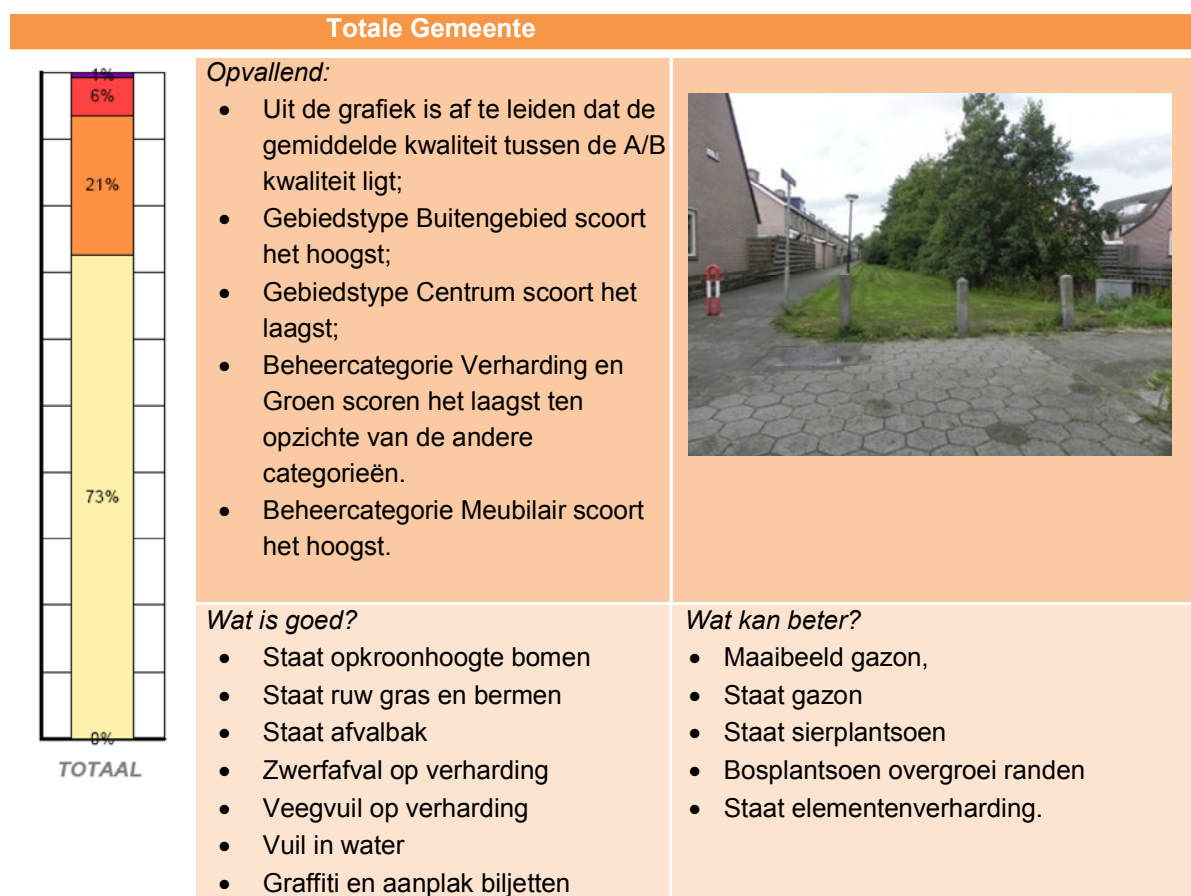 Totale Gemeente
1%
6%
21%
73%
0%
TOTAAL
Opvallend:
• Uit de grafiek is af te leiden dat de
gemiddelde kwaliteit tussen de A/B
kwaliteit ligt;
• Gebiedstype Buitengebied scoort
het hoogst;
• Gebiedstype Centrum scoort het
laagst;
• Beheercategorie Verharding en
Groen scoren het laagst ten
opzichte van de andere
categorieën.
• Beheercategorie Meubilair scoort
het hoogst.
Wat is goed?
• Staat opkroonhoogte bomen
• Staat ruw gras en bermen
• Staat afvalbak
• Zwerfafval op verharding
• Veegvuil op verharding
• Vuil in water
• Graffiti en aanplak biljetten
Wat kan beter?
• Maaibeeld gazon,
• Staat gazon
• Staat sierplantsoen
• Bosplantsoen overgroei randen
• Staat elementenverharding.